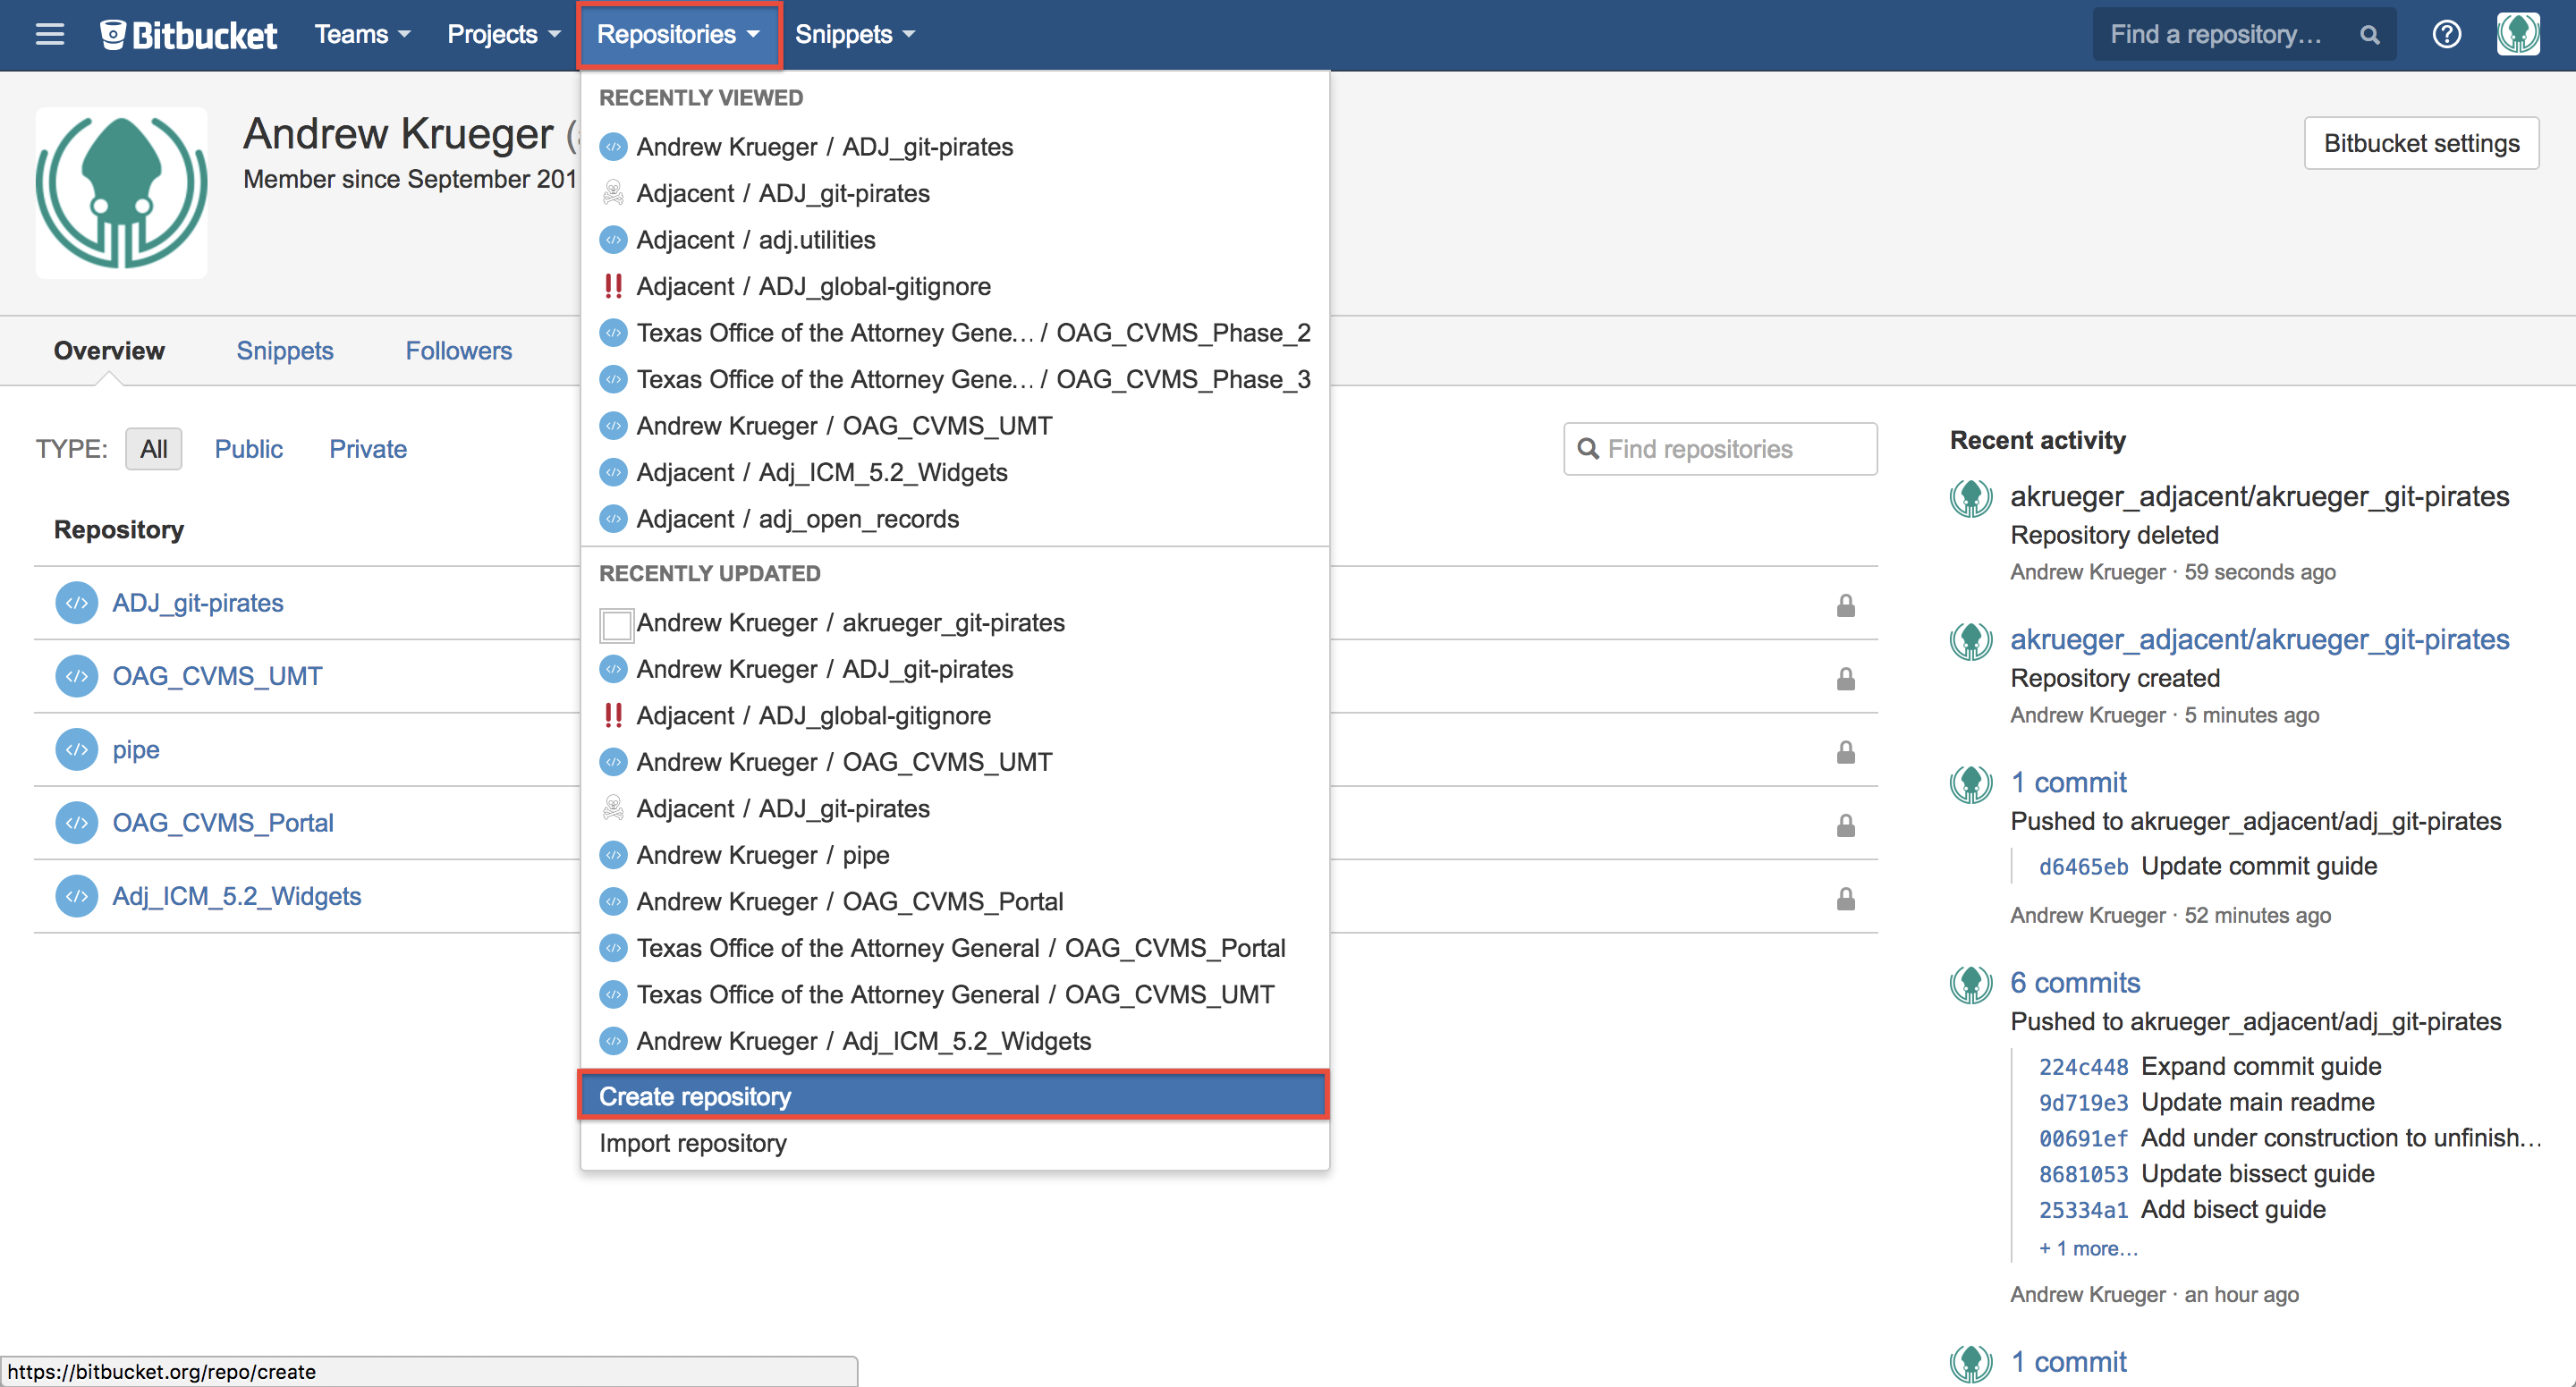 Bitbucket Teams Projects Repositories Snippets Find a repository...
Andrew Krueger
Member since September 201
Bitbucket settings
Overview Snippets Followers
TYPE: All Public Private
Find repositories
Repository
ADJ_git-pirates
OAG_CVMS_UMT
pipe
OAG_CVMS_Portal
Adj_ICM_5.2_Widgets
RECENTLY VIEWED
Andrew Krueger / ADJ_git-pirates
Adjacent / ADJ_git-pirates
Adjacent / adj.utilities
Adjacent / ADJ_global-gitignore
Texas Office of the Attorney Gene... / OAG_CVMS_Phase_2
Texas Office of the Attorney Gene... / OAG_CVMS_Phase_3
Andrew Krueger / OAG_CVMS_UMT
Adjacent / Adj_ICM_5.2_Widgets
Adjacent / adj_open_records
RECENTLY UPDATED
Andrew Krueger / akrueger_git-pirates
Andrew Krueger / ADJ_git-pirates
Adjacent / ADJ_global-gitignore
Andrew Krueger / OAG_CVMS_UMT
Adjacent / ADJ_git-pirates
Andrew Krueger / pipe
Andrew Krueger / OAG_CVMS_Portal
Texas Office of the Attorney General / OAG_CVMS_Portal
Texas Office of the Attorney General / OAG_CVMS_UMT
Andrew Krueger / Adj_ICM_5.2_Widgets
Create repository
Import repository
Recent activity
akrueger_adjacent/akrueger_git-pirates
Repository deleted
Andrew Krueger · 59 seconds ago
akrueger_adjacent/akrueger_git-pirates
Repository created
Andrew Krueger · 5 minutes ago
1 commit
Pushed to akrueger_adjacent/adj_git-pirates
d6465eb Update commit guide
Andrew Krueger · 52 minutes ago
6 commits
Pushed to akrueger_adjacent/adj_git-pirates
224c448 Expand commit guide
9d719e3 Update main readme
00691ef Add under construction to unfinish...
8681053 Update bissect guide
25334a1 Add bisect guide
+ 1 more...
Andrew Krueger · an hour ago
1 commit
https://bitbucket.org/repo/create